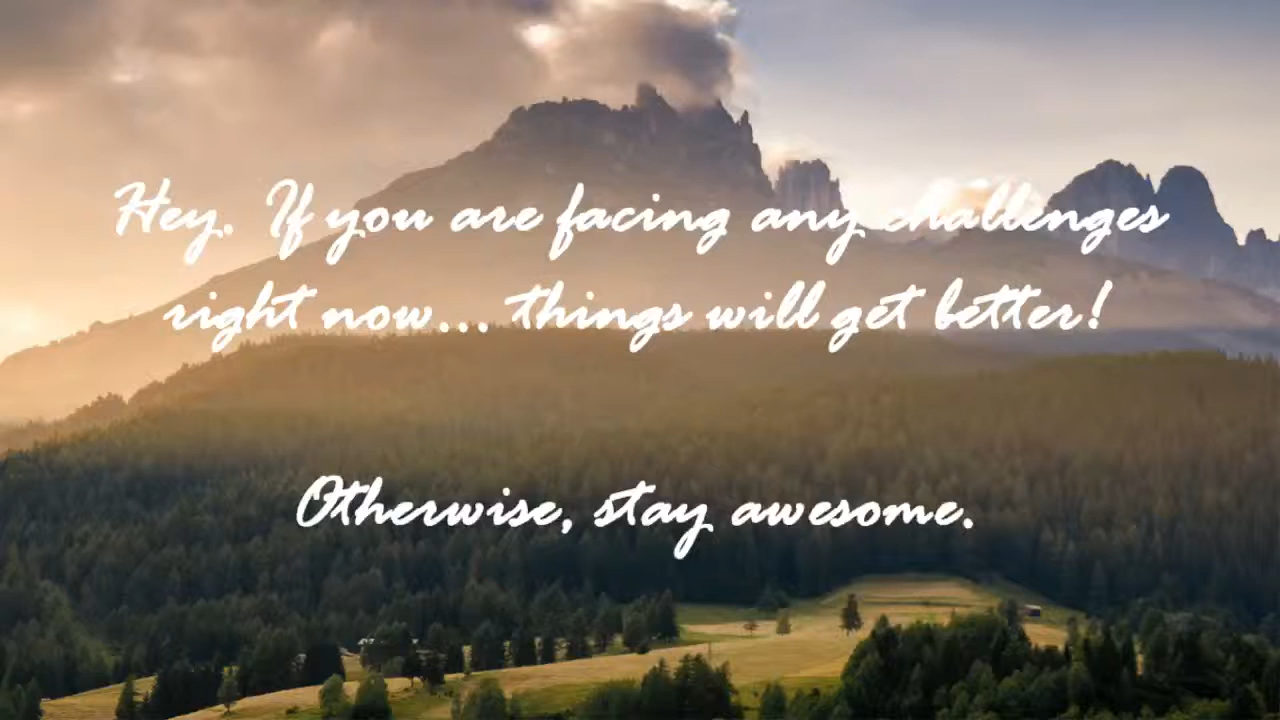 Hey. If you are facing any challenges
right now... things will get better!
Otherwise, stay awesome.